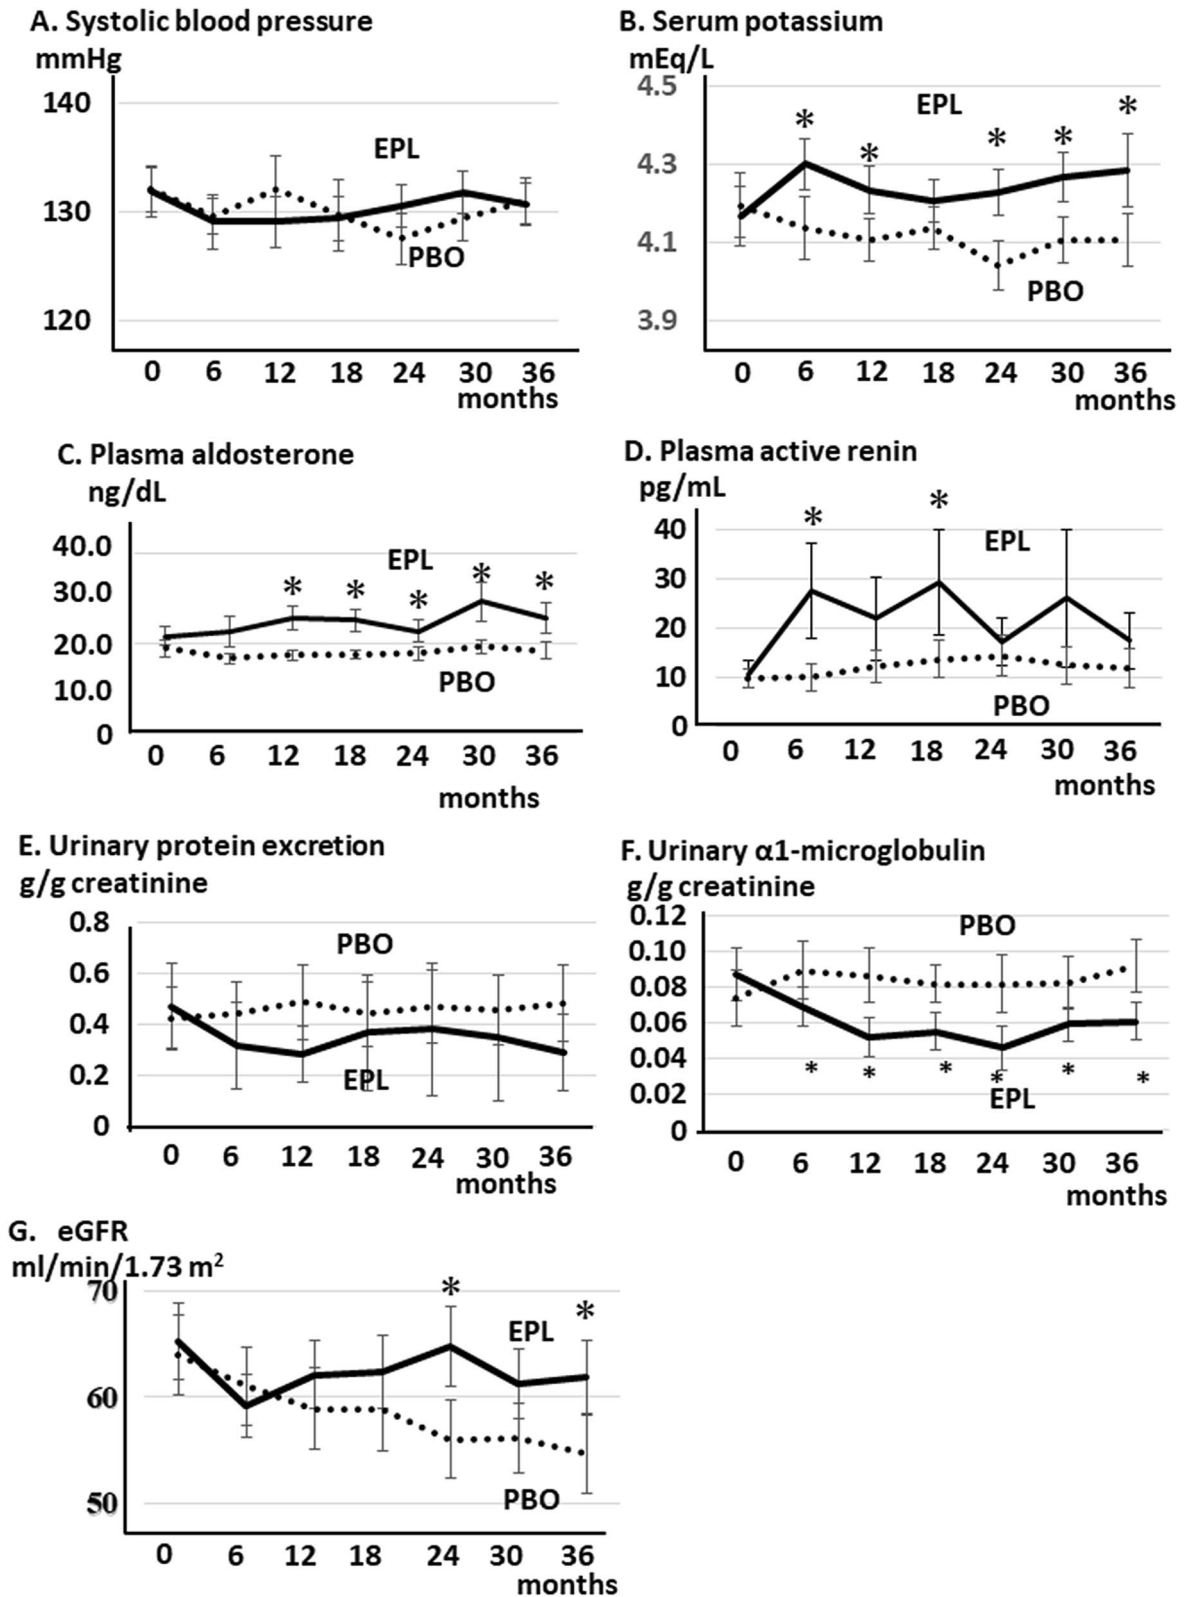 A. Systolic blood pressure
mmHg
140
130
120
EPL
PBO
0 6 12 18 24 30 36
months
B. Serum potassium
mEq/L
4.5
4.3
4.1
3.9
* * * * *
EPL
PBO
0 6 12 18 24 30 36
months
C. Plasma aldosterone
ng/dL
40.0
30.0
20.0
10.0
0
EPL
* * * * *
PBO
0 6 12 18 24 30 36
months
D. Plasma active renin
pg/mL
40
30
20
10
0
* *
EPL
PBO
0 6 12 18 24 30 36
months
E. Urinary protein excretion
g/g creatinine
0.8
0.6
0.4
0.2
0
PBO
EPL
0 6 12 18 24 30 36
months
F. Urinary α1-microglobulin
g/g creatinine
0.12
0.10
0.08
0.06
0.04
0.02
0
PBO
* * * * * *
EPL
0 6 12 18 24 30 36
months
G. eGFR
ml/min/1.73 m²
70
60
50
* *
EPL
PBO
0 6 12 18 24 30 36
months